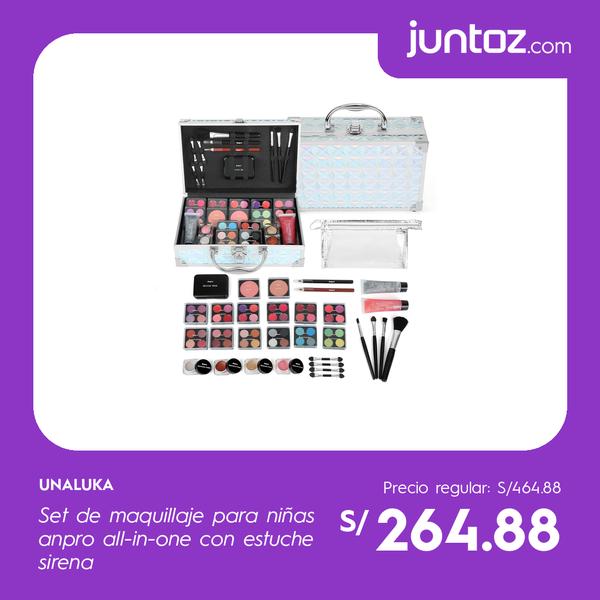 juntoz.com
UNALUKA
Set de maquillaje para niñas
anpro all-in-one con estuche
sirena
Precio regular: S/464.88
S/ 264.88